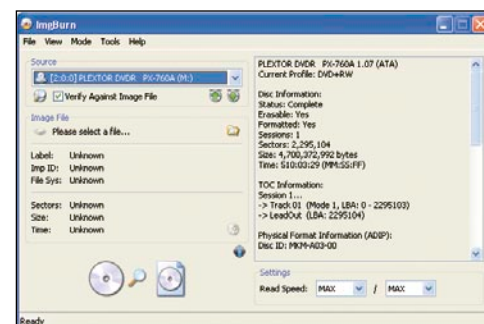 ImgBurn
File View Mode Tools Help
Source
[2:0:0] PLEXTOR DVDR PX-760A (M:)
Verify Against Image File
Image File
Please select a file...
Label: Unknown
Imp ID: Unknown
File Sys: Unknown
Sectors: Unknown
Size: Unknown
Time: Unknown
PLEXTOR DVDR PX-760A 1.07 (ATA)
Current Profile: DVD+RW
Disc Information:
Status: Complete
Erasable: Yes
Formatted: Yes
Sessions: 1
Sectors: 2,295,104
Size: 4,700,372,992 bytes
Time: 510:03:29 (MM:SS:FF)
TOC Information:
Session 1...
-> Track 01 (Mode 1, LBA: 0 - 2295103)
-> LeadOut (LBA: 2295104)
Physical Format Information (ADIP):
Disc ID: MKM-A03-00
Settings
Read Speed: MAX / MAX
Ready